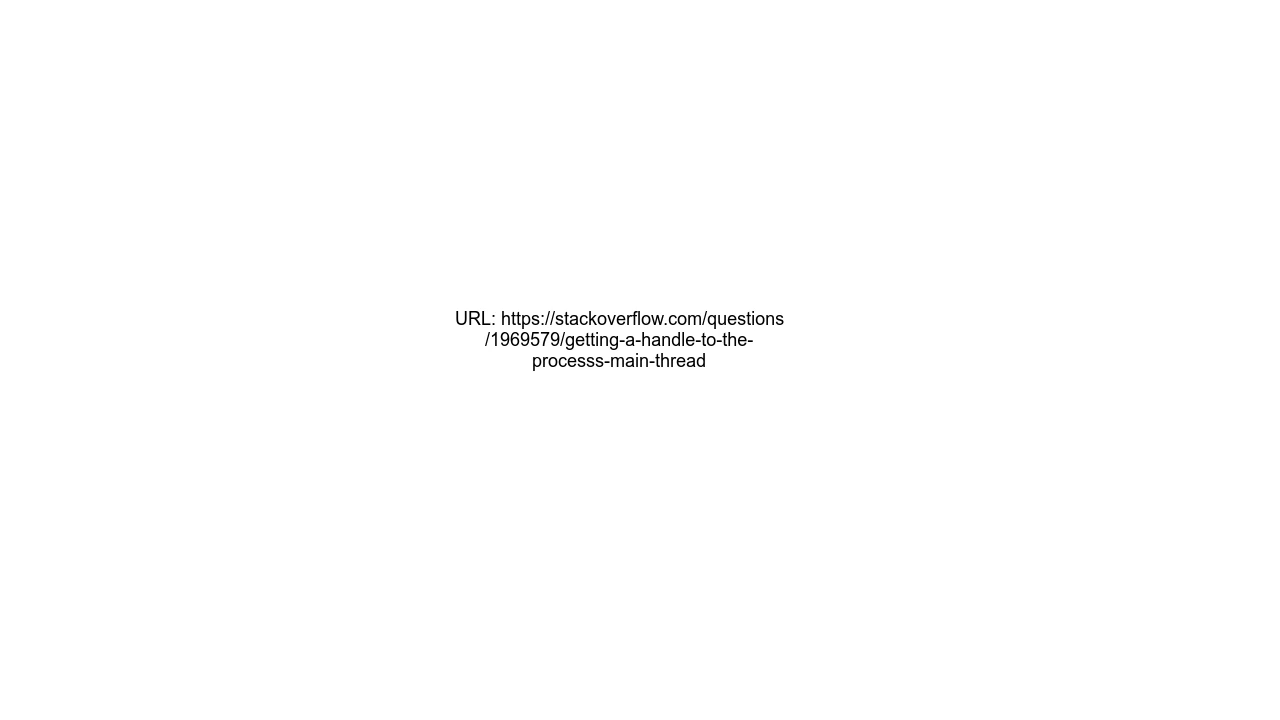 URL: https://stackoverflow.com/questions
/1969579/getting-a-handle-to-the-
processs-main-thread